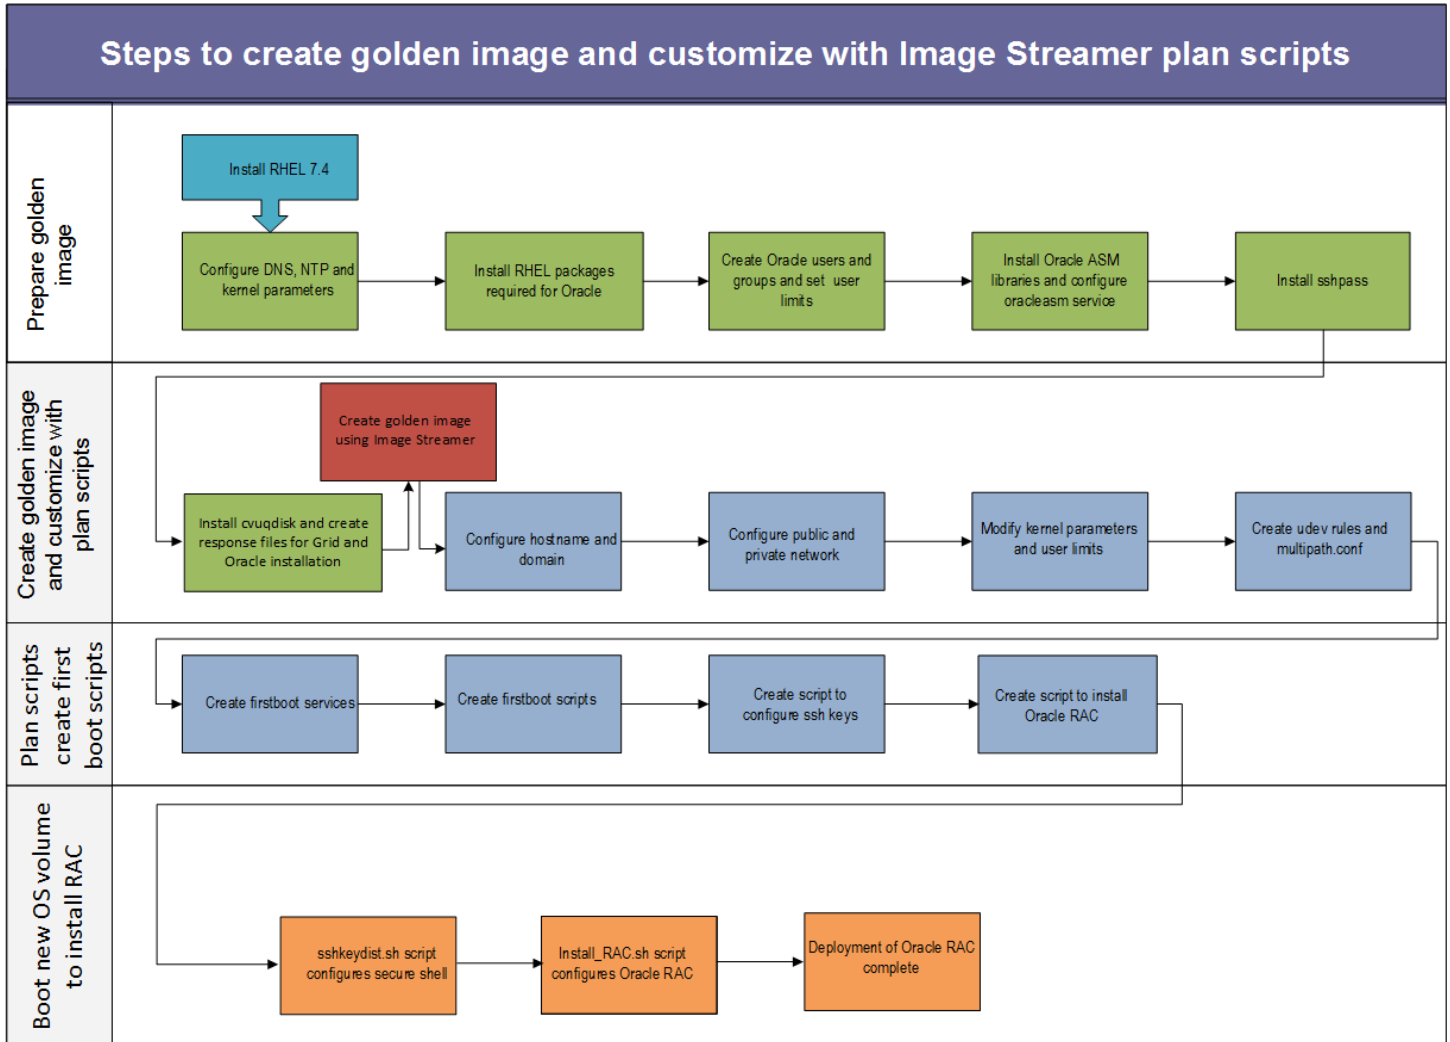 Steps to create golden image and customize with Image Streamer plan scripts
Prepare golden
image
Install RHEL 7.4
Configure DNS, NTP and
kernel parameters
Install RHEL packages
required for Oracle
Create Oracle users and
groups and set user
limits
Install Oracle ASM
libraries and configure
oracleasm service
Install sshpass
Create golden image
and customize with
plan scripts
Create golden image
using Image Streamer
Install cvuqdisk and create
response files for Grid and
Oracle installation
Configure hostname and
domain
Configure public and
private network
Modify kernel parameters
and user limits
Create udev rules and
multipath.conf
Plan scripts
create first
boot scripts
Create firstboot services
Create firstboot scripts
Create script to
configure ssh keys
Create script to install
Oracle RAC
Boot new OS volume
to install RAC
sshkeydist.sh script
configures secure shell
Install_RAC.sh script
configures Oracle RAC
Deployment of Oracle RAC
complete